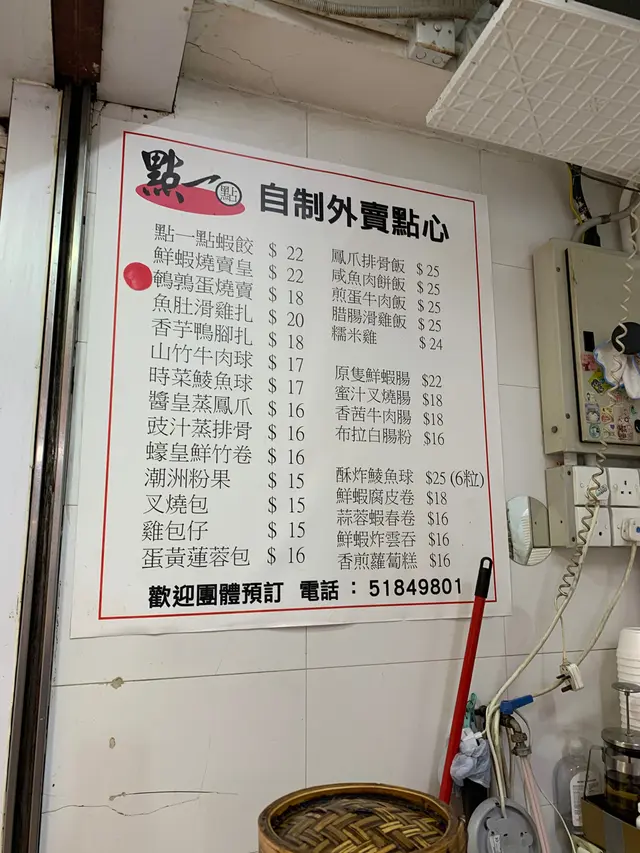 點一點
自制外賣點心
點一點蝦餃 $ 22
鮮蝦燒賣皇 $ 22
鵪鶉蛋燒賣 $ 18
魚肚滑雞扎 $ 20
香芋鴨腳扎 $ 18
山竹牛肉球 $ 17
時菜鯪魚球 $ 17
醬皇蒸鳳爪 $ 16
豉汁蒸排骨 $ 16
蠔皇鮮竹卷 $ 16
潮洲粉果 $ 15
叉燒包 $ 15
雞包仔 $ 15
蛋黃蓮蓉包 $ 16
鳳爪排骨飯 $ 25
咸魚肉餅飯 $ 25
煎蛋牛肉飯 $ 25
腊腸滑雞飯 $ 25
糯米雞 $ 24
原隻鮮蝦腸 $22
蜜汁叉燒腸 $18
香茜牛肉腸 $18
布拉白腸粉 $16
酥炸鯪魚球 $25 (6粒)
鮮蝦腐皮卷 $18
蒜蓉蝦春卷 $16
鮮蝦炸雲吞 $16
香煎蘿蔔糕 $16
歡迎團體預訂 電話：51849801